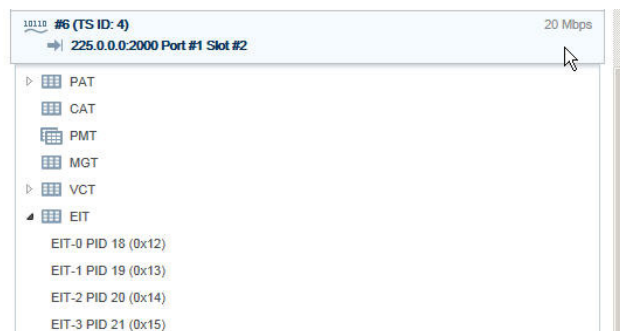 10110 #6 (TS ID: 4) 20 Mbps
225.0.0.0:2000 Port #1 Slot #2
PAT
CAT
PMT
MGT
VCT
EIT
EIT-0 PID 18 (0x12)
EIT-1 PID 19 (0x13)
EIT-2 PID 20 (0x14)
EIT-3 PID 21 (0x15)